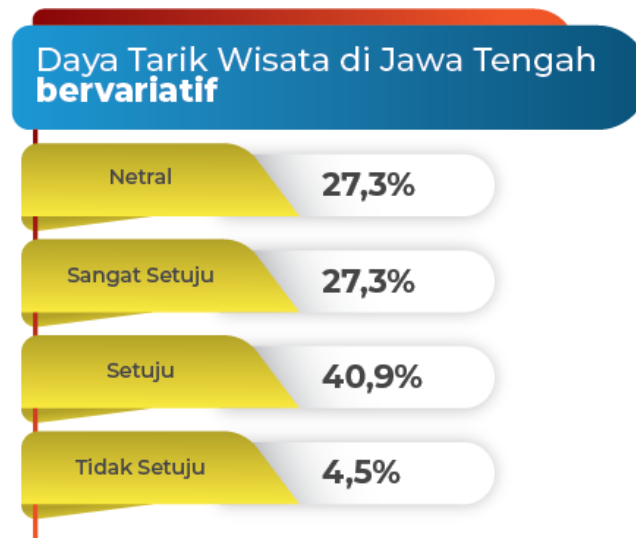 Daya Tarik Wisata di Jawa Tengah
bervariatif
Netral 27,3%
Sangat Setuju 27,3%
Setuju 40,9%
Tidak Setuju 4,5%